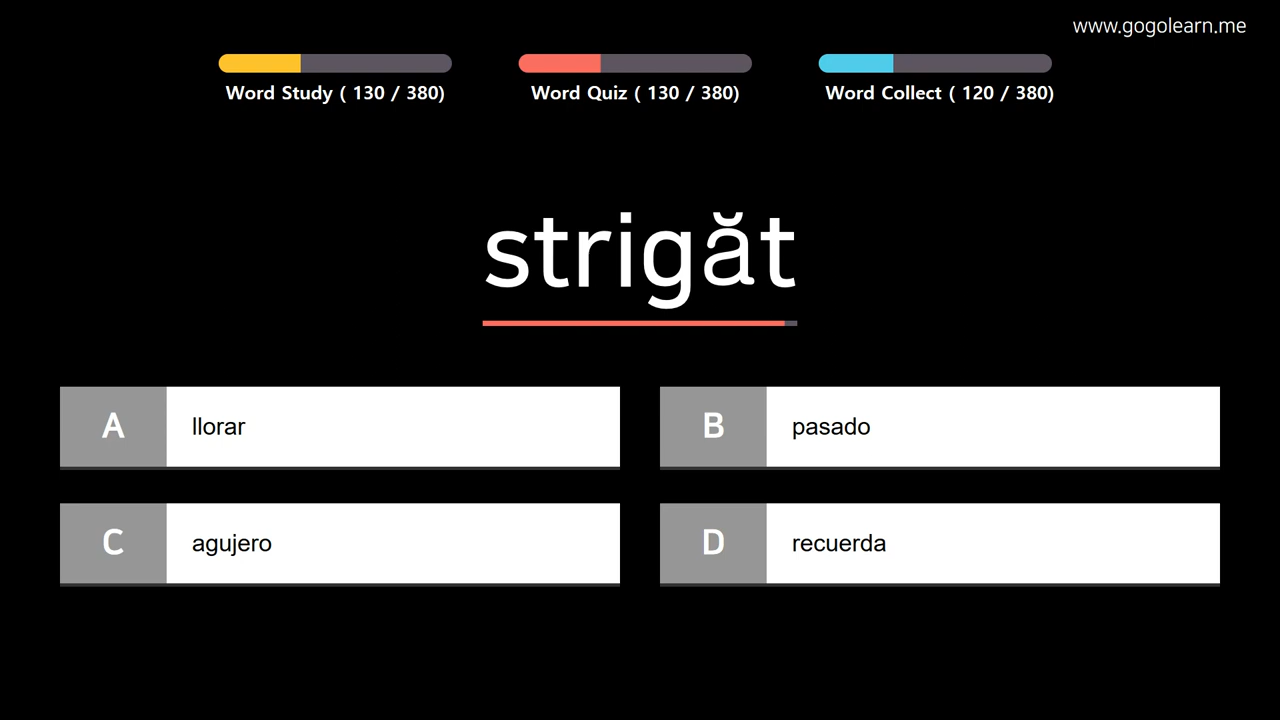 www.gogolearn.me
Word Study ( 130 / 380)
Word Quiz ( 130 / 380)
Word Collect ( 120 / 380)
strigăt
A llorar
B pasado
C agujero
D recuerda